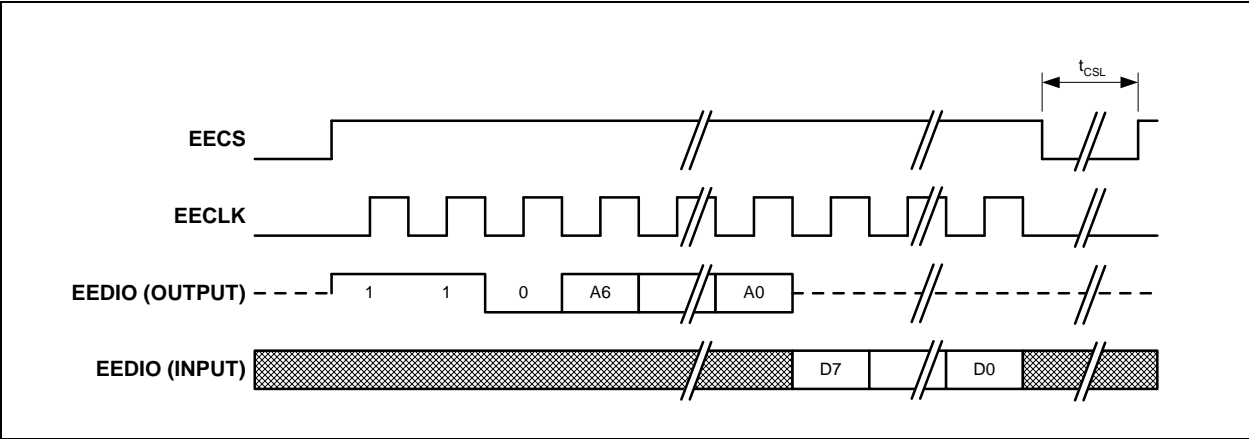 tCSL
EECS
EECLK
EEDIO (OUTPUT) 1 1 0 A6 A0
EEDIO (INPUT) D7 D0